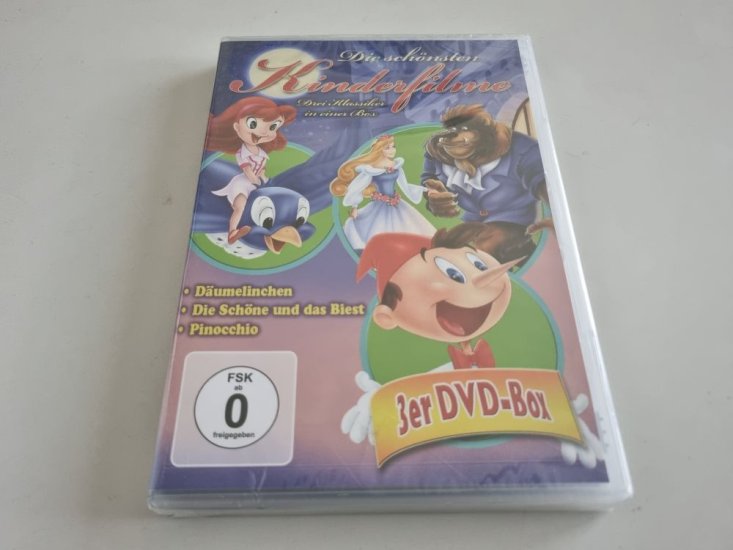 Die schönsten
Kinderfilme
Drei Klassiker
in einer Box
• Däumelinchen
• Die Schöne und das Biest
• Pinocchio
FSK
ab
0
freigegeben
3er DVD-Box